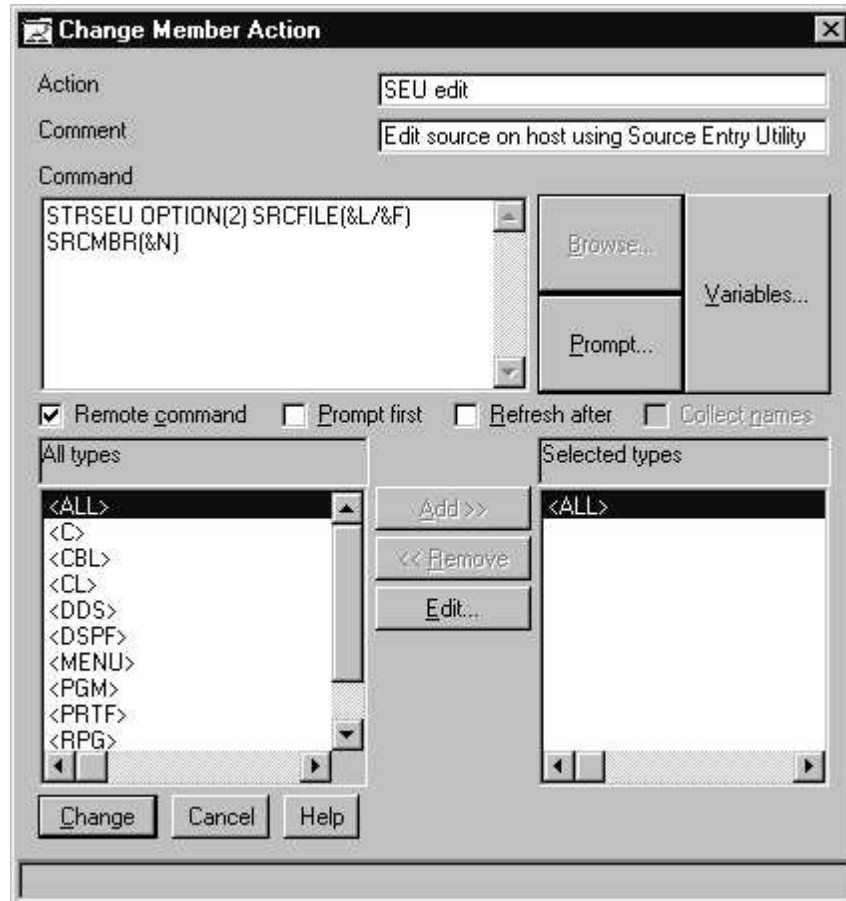 Change Member Action
Action
SEU edit
Comment
Edit source on host using Source Entry Utility
Command
STRSEU OPTION(2) SRCFILE(&L/&F)
SRCMBR(&N)
Browse...
Variables...
Prompt...
Remote command Prompt first Refresh after Collect names
All types
Selected types
<ALL>
<C>
<CBL>
<CL>
<DDS>
<DSPF>
<MENU>
<PGM>
<PRTF>
<RPG>
Add >>
<< Remove
Edit...
<ALL>
Change Cancel Help